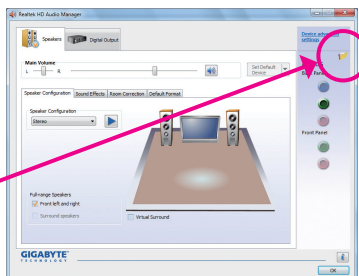 Realtek HD Audio Manager
Speakers
Digital Output
Device advanced settings
Main Volume
L
R
Set Default Device
Speaker Configuration
Sound Effects
Room Correction
Default Format
Speaker Configuration
Stereo
Full-range Speakers
Front left and right
Surround speakers
Virtual Surround
Front Panel
GIGABYTE
TECHNOLOGY
OK